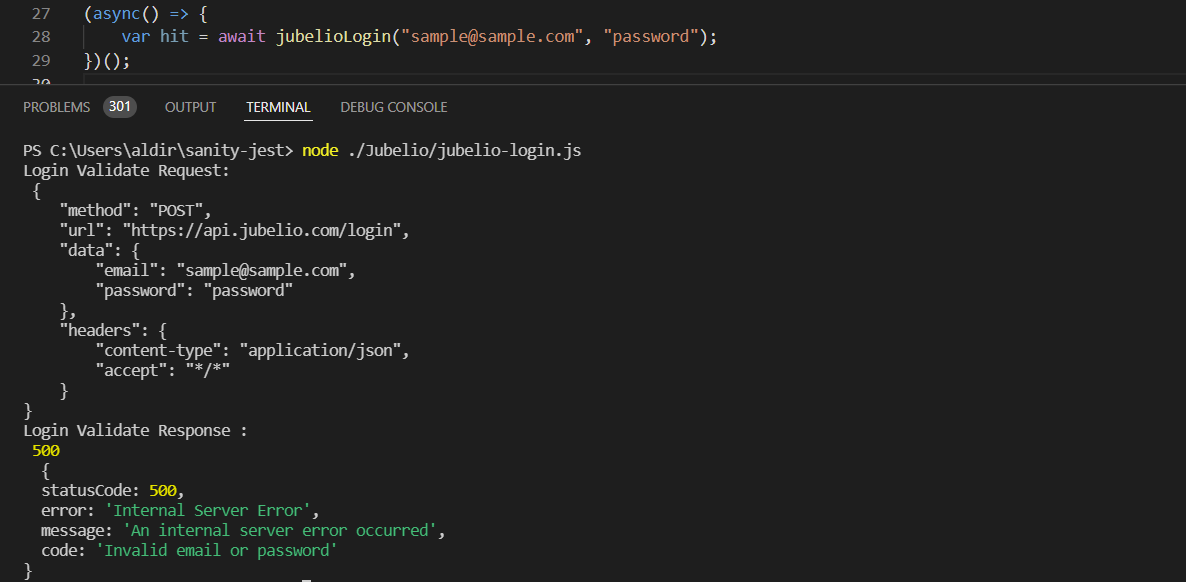 27 (async() => {
28 var hit = await jubelioLogin("sample@sample.com", "password");
29 })();
30
PROBLEMS 301 OUTPUT TERMINAL DEBUG CONSOLE
PS C:\Users\aldir\sanity-jest> node ./Jubelio/jubelio-login.js
Login Validate Request:
{
"method": "POST",
"url": "https://api.jubelio.com/login",
"data": {
"email": "sample@sample.com",
"password": "password"
},
"headers": {
"content-type": "application/json",
"accept": "*/*"
}
}
Login Validate Response :
500
{
statusCode: 500,
error: 'Internal Server Error',
message: 'An internal server error occurred',
code: 'Invalid email or password'
}